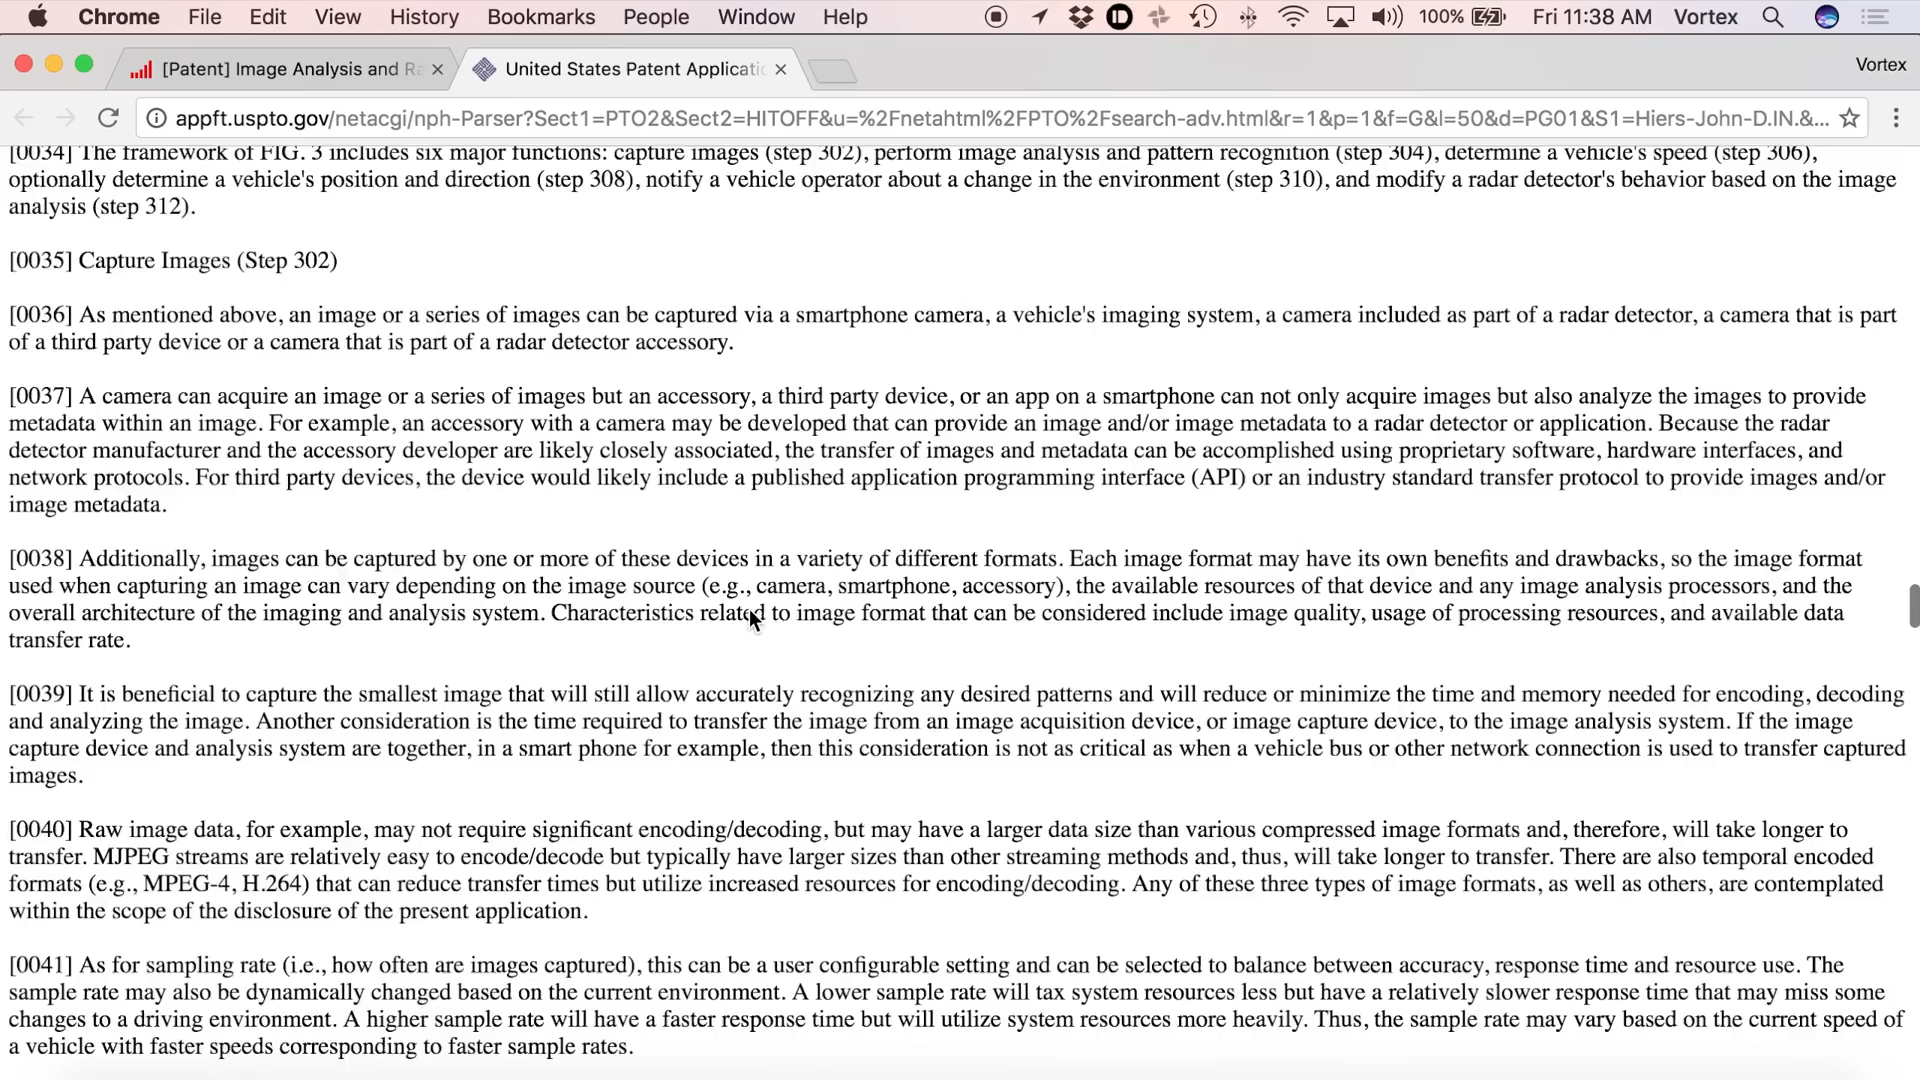 Chrome File Edit View History Bookmarks People Window Help 100% Fri 11:38 AM Vortex
[Patent] Image Analysis and Ra United States Patent Applicatio Vortex
appft.uspto.gov/netacgi/nph-Parser?Sect1=PTO2&Sect2=HITOFF&u=%2Fnetahtml%2FPTO%2Fsearch-adv.html&r=1&p=1&f=G&l=50&d=PG01&S1=Hiers-John-D.IN.&...
[0034] The framework of FIG. 3 includes six major functions: capture images (step 302), perform image analysis and pattern recognition (step 304), determine a vehicle's speed (step 306),
optionally determine a vehicle's position and direction (step 308), notify a vehicle operator about a change in the environment (step 310), and modify a radar detector's behavior based on the image
analysis (step 312).
[0035] Capture Images (Step 302)
[0036] As mentioned above, an image or a series of images can be captured via a smartphone camera, a vehicle's imaging system, a camera included as part of a radar detector, a camera that is part
of a third party device or a camera that is part of a radar detector accessory.
[0037] A camera can acquire an image or a series of images but an accessory, a third party device, or an app on a smartphone can not only acquire images but also analyze the images to provide
metadata within an image. For example, an accessory with a camera may be developed that can provide an image and/or image metadata to a radar detector or application. Because the radar
detector manufacturer and the accessory developer are likely closely associated, the transfer of images and metadata can be accomplished using proprietary software, hardware interfaces, and
network protocols. For third party devices, the device would likely include a published application programming interface (API) or an industry standard transfer protocol to provide images and/or
image metadata.
[0038] Additionally, images can be captured by one or more of these devices in a variety of different formats. Each image format may have its own benefits and drawbacks, so the image format
used when capturing an image can vary depending on the image source (e.g., camera, smartphone, accessory), the available resources of that device and any image analysis processors, and the
overall architecture of the imaging and analysis system. Characteristics related to image format that can be considered include image quality, usage of processing resources, and available data
transfer rate.
[0039] It is beneficial to capture the smallest image that will still allow accurately recognizing any desired patterns and will reduce or minimize the time and memory needed for encoding, decoding
and analyzing the image. Another consideration is the time required to transfer the image from an image acquisition device, or image capture device, to the image analysis system. If the image
capture device and analysis system are together, in a smart phone for example, then this consideration is not as critical as when a vehicle bus or other network connection is used to transfer captured
images.
[0040] Raw image data, for example, may not require significant encoding/decoding, but may have a larger data size than various compressed image formats and, therefore, will take longer to
transfer. MJPEG streams are relatively easy to encode/decode but typically have larger sizes than other streaming methods and, thus, will take longer to transfer. There are also temporal encoded
formats (e.g., MPEG-4, H.264) that can reduce transfer times but utilize increased resources for encoding/decoding. Any of these three types of image formats, as well as others, are contemplated
within the scope of the disclosure of the present application.
[0041] As for sampling rate (i.e., how often are images captured), this can be a user configurable setting and can be selected to balance between accuracy, response time and resource use. The
sample rate may also be dynamically changed based on the current environment. A lower sample rate will tax system resources less but have a relatively slower response time that may miss some
changes to a driving environment. A higher sample rate will have a faster response time but will utilize system resources more heavily. Thus, the sample rate may vary based on the current speed of
a vehicle with faster speeds corresponding to faster sample rates.